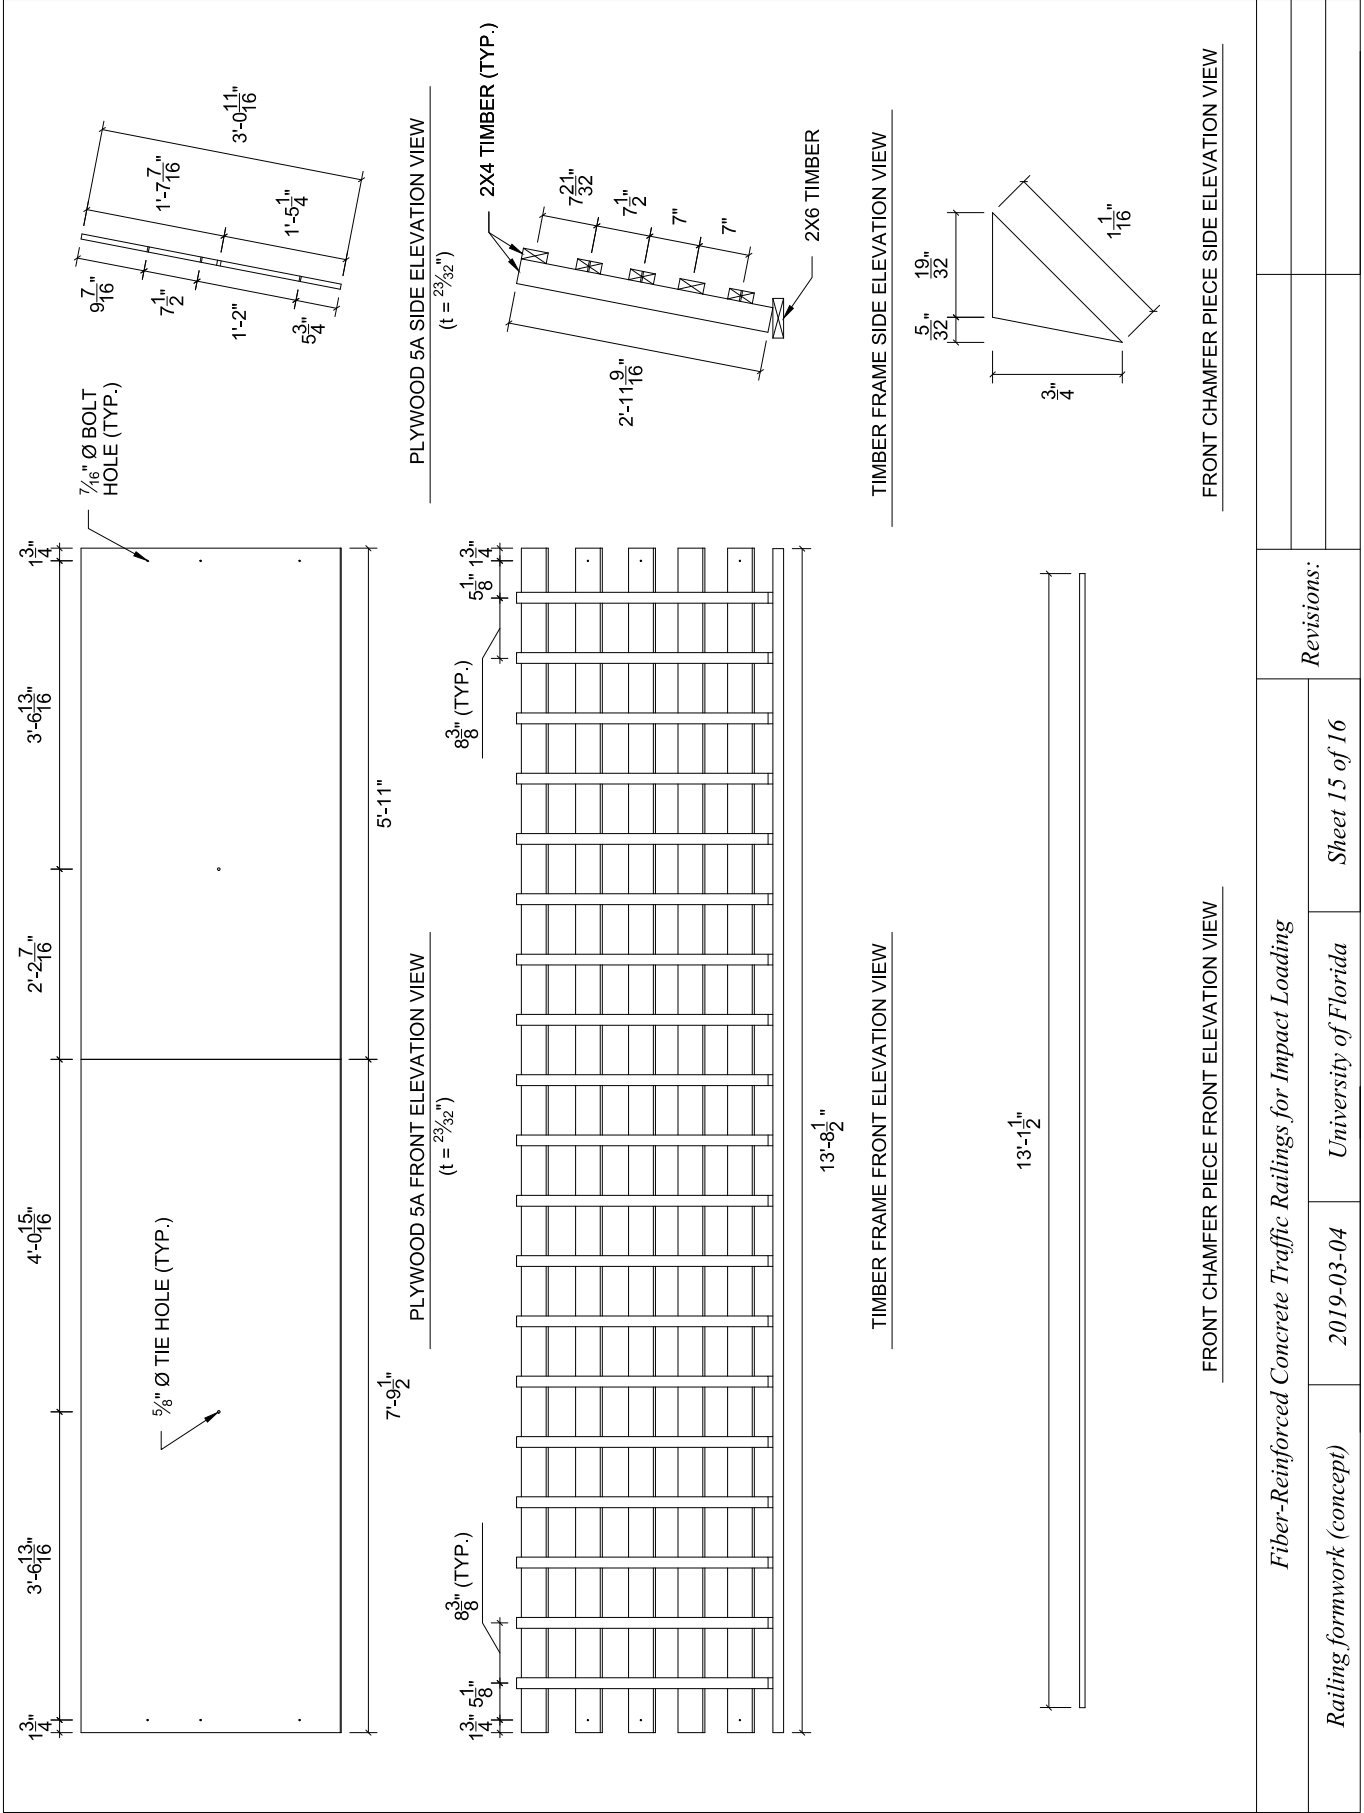 1 3/4"
3'-6 13/16"
4'-0 15/16"
2'-2 7/16"
3'-6 13/16"
1 3/4"
5/8" Ø TIE HOLE (TYP.)
7/16" Ø BOLT
HOLE (TYP.)
7'-9 1/2"
5'-11"
PLYWOOD 5A FRONT ELEVATION VIEW
(t = 23/32")
9 7/16"
7 1/2"
1'-2"
5 3/4"
1'-7 7/16"
1'-5 1/4"
3'-0 11/16"
PLYWOOD 5A SIDE ELEVATION VIEW
(t = 23/32")
1 3/4"
5 1/8"
8 3/8" (TYP.)
8 3/8" (TYP.)
5 1/8"
1 3/4"
13'-8 1/2"
TIMBER FRAME FRONT ELEVATION VIEW
2X4 TIMBER (TYP.)
7 21/32"
7 1/2"
7"
7"
2'-11 9/16"
2X6 TIMBER
TIMBER FRAME SIDE ELEVATION VIEW
13'-1 1/2"
FRONT CHAMFER PIECE FRONT ELEVATION VIEW
5/32"
19/32"
3/4"
1 1/16"
FRONT CHAMFER PIECE SIDE ELEVATION VIEW
Fiber-Reinforced Concrete Traffic Railings for Impact Loading
Revisions:
Railing formwork (concept)
2019-03-04
University of Florida
Sheet 15 of 16